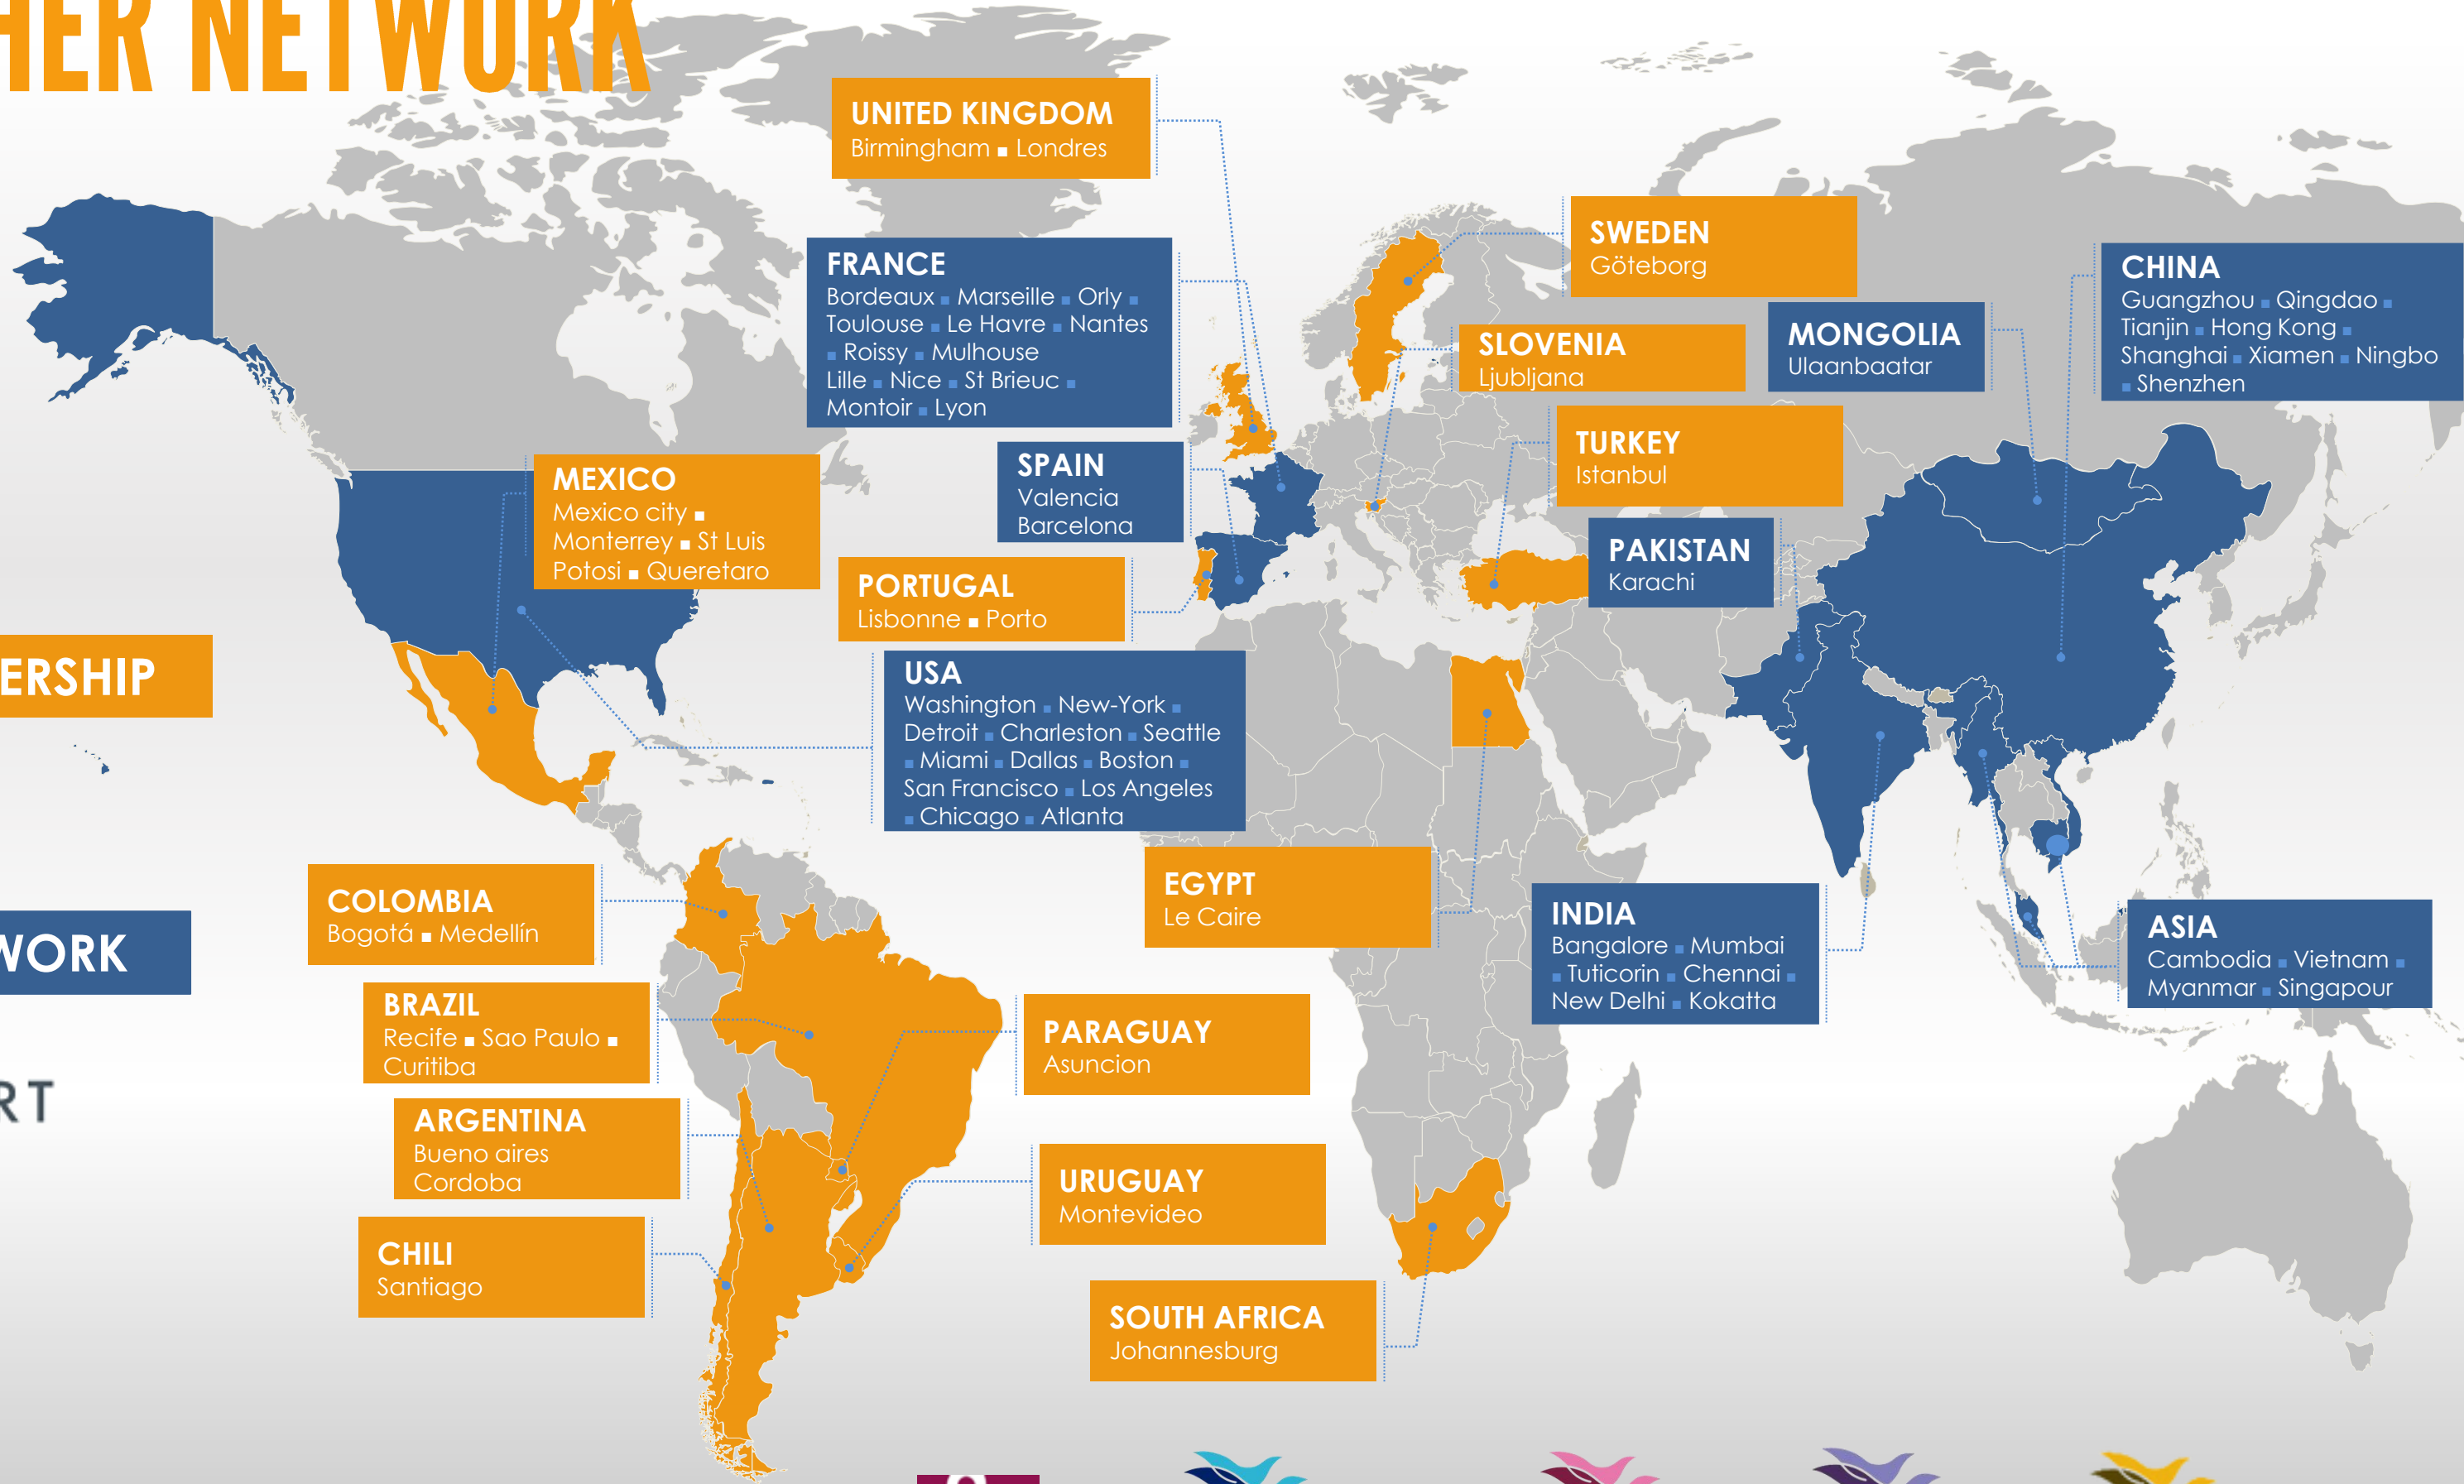 HER NETWORK
UNITED KINGDOM
Birmingham ▪ Londres
FRANCE
Bordeaux ▪ Marseille ▪ Orly ▪
Toulouse ▪ Le Havre ▪ Nantes
▪ Roissy ▪ Mulhouse
Lille ▪ Nice ▪ St Brieuc ▪
Montoir ▪ Lyon
SWEDEN
Göteborg
SLOVENIA
Ljubljana
MONGOLIA
Ulaanbaatar
CHINA
Guangzhou ▪ Qingdao ▪
Tianjin ▪ Hong Kong ▪
Shanghai ▪ Xiamen ▪ Ningbo
▪ Shenzhen
MEXICO
Mexico city ▪
Monterrey ▪ St Luis
Potosi ▪ Queretaro
SPAIN
Valencia
Barcelona
TURKEY
Istanbul
PAKISTAN
Karachi
PORTUGAL
Lisbonne ▪ Porto
ERSHIP
USA
Washington ▪ New-York ▪
Detroit ▪ Charleston ▪ Seattle
▪ Miami ▪ Dallas ▪ Boston ▪
San Francisco ▪ Los Angeles
▪ Chicago ▪ Atlanta
COLOMBIA
Bogotá ▪ Medellín
EGYPT
Le Caire
INDIA
Bangalore ▪ Mumbai
▪ Tuticorin ▪ Chennai ▪
New Delhi ▪ Kokatta
ASIA
Cambodia ▪ Vietnam ▪
Myanmar ▪ Singapour
WORK
BRAZIL
Recife ▪ Sao Paulo ▪
Curitiba
PARAGUAY
Asuncion
RT
ARGENTINA
Bueno aires
Cordoba
URUGUAY
Montevideo
CHILI
Santiago
SOUTH AFRICA
Johannesburg